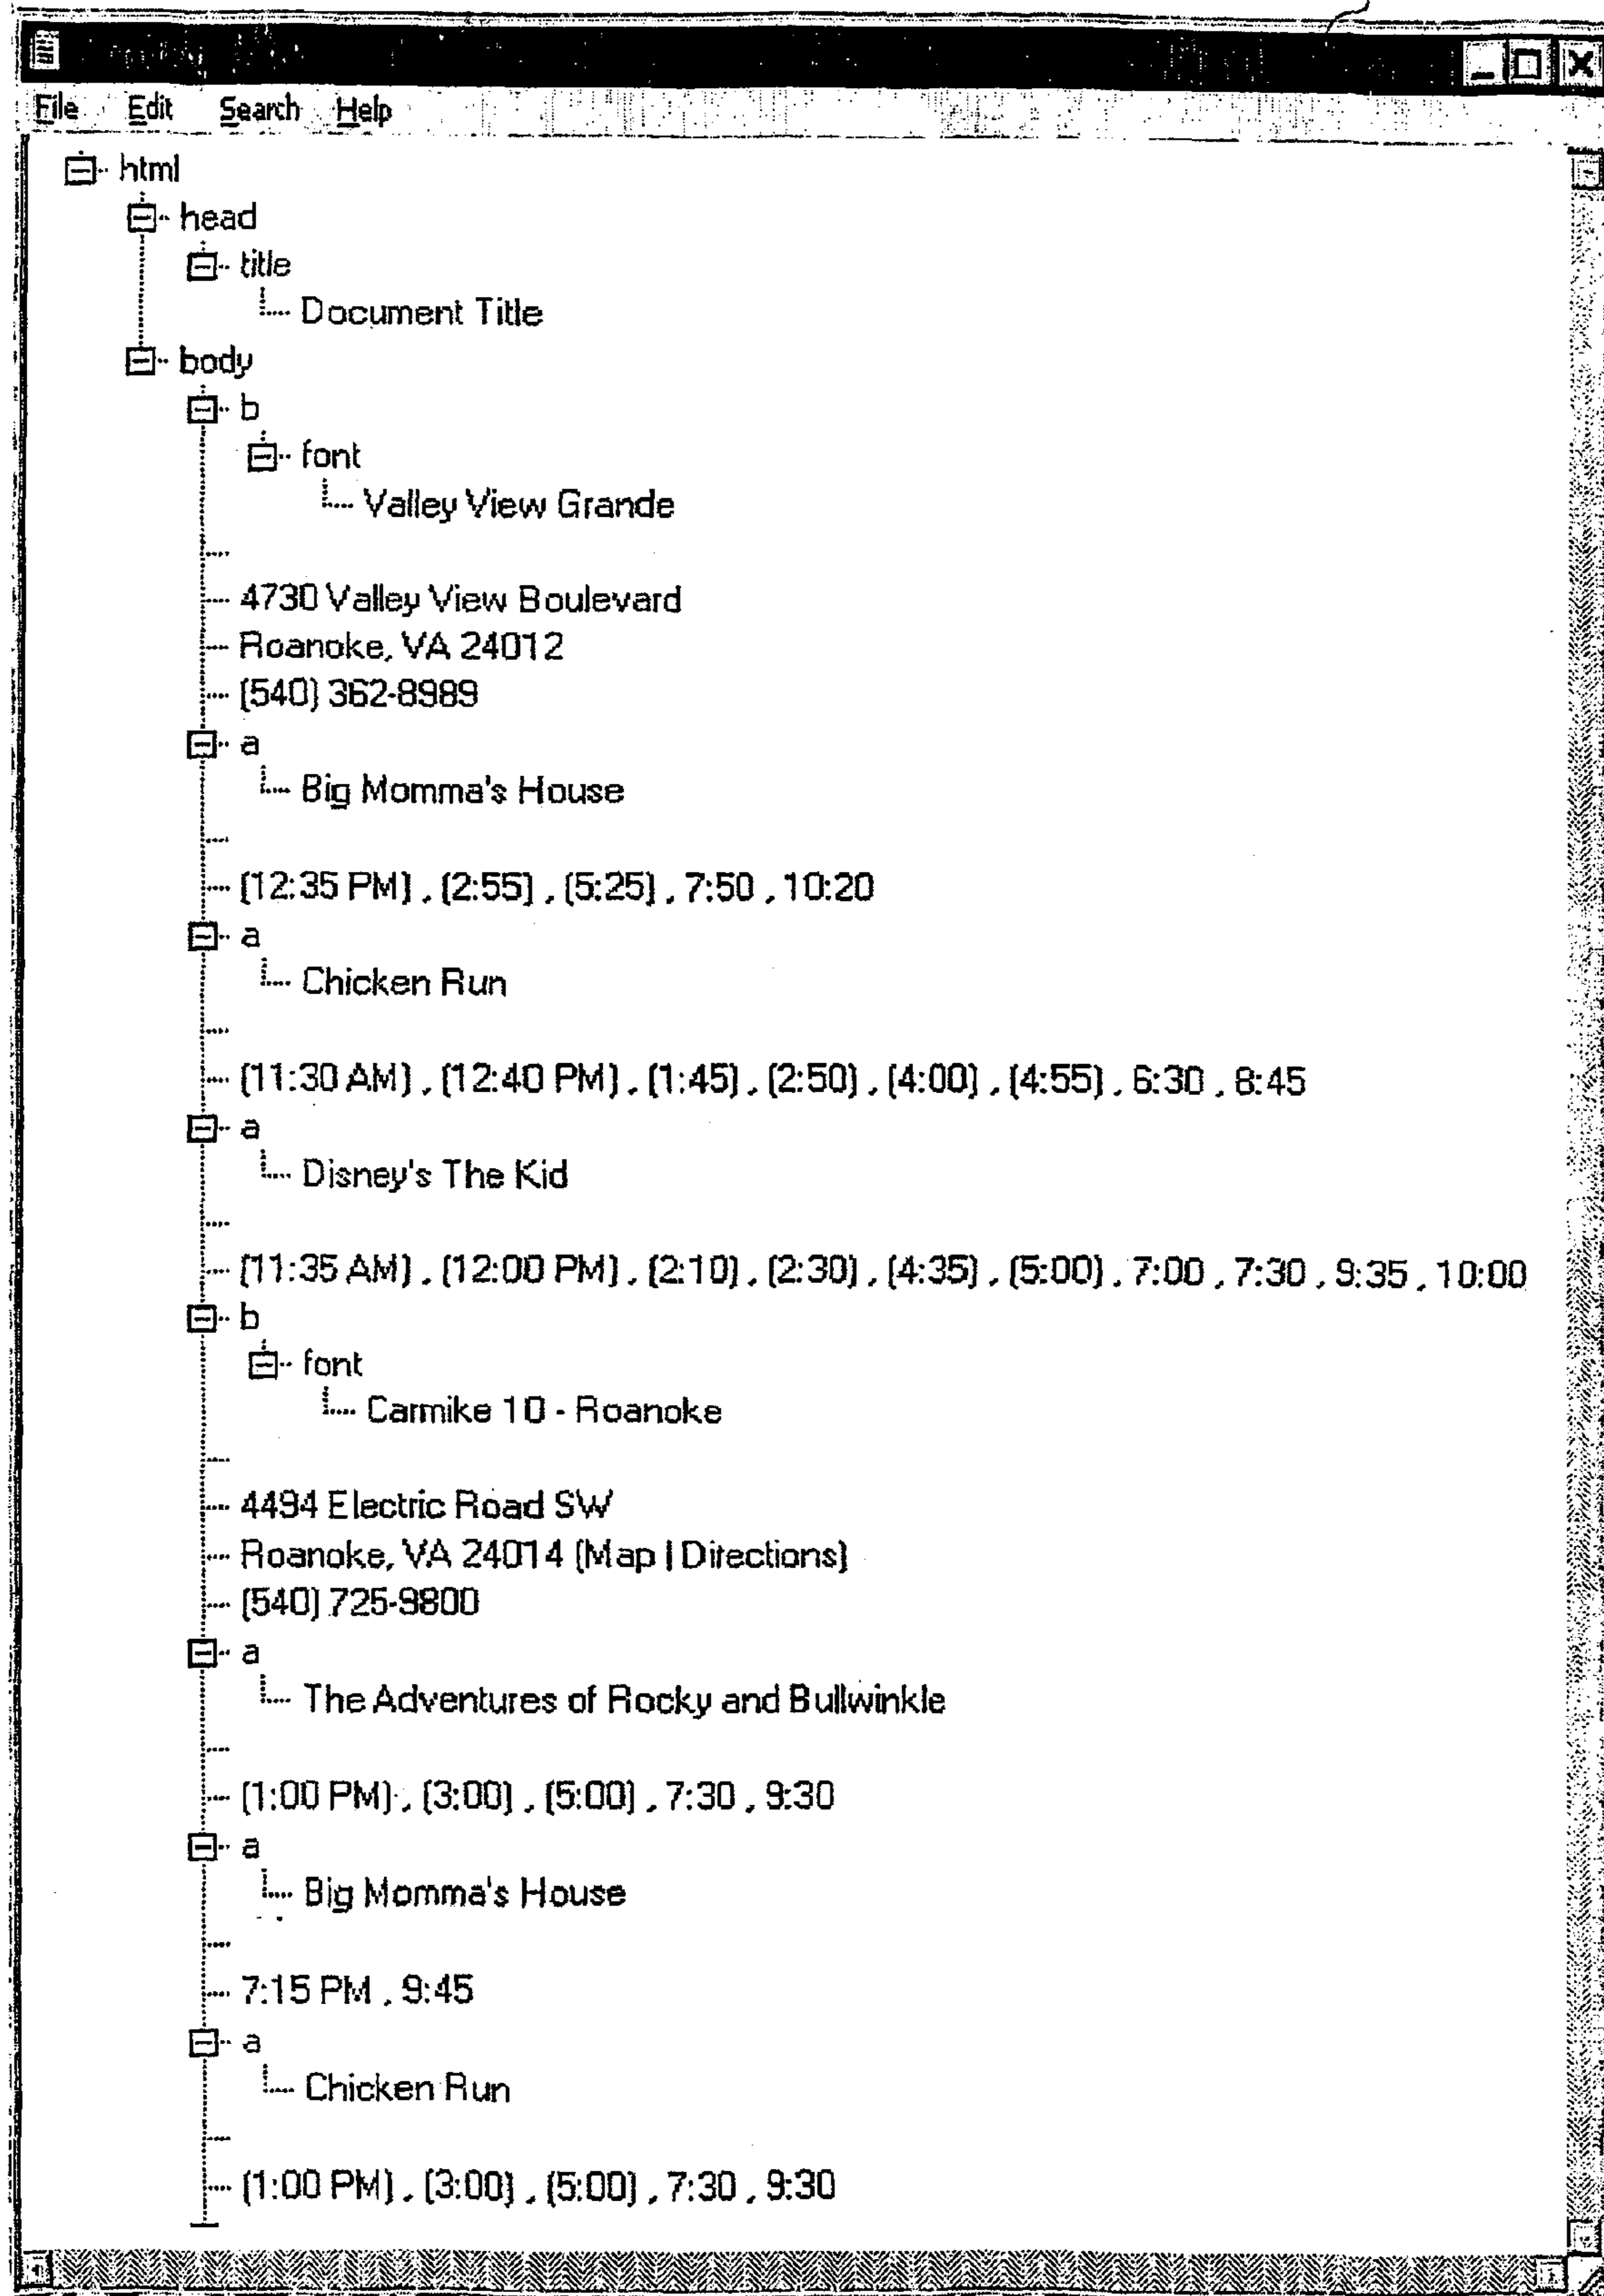 File Edit Search Help
html
head
title
Document Title
body
b
font
Valley View Grande
4730 Valley View Boulevard
Roanoke, VA 24012
(540) 362-8989
a
Big Momma's House
(12:35 PM) , (2:55) , (5:25) , 7:50 , 10:20
a
Chicken Run
(11:30 AM) , (12:40 PM) , (1:45) , (2:50) , (4:00) , (4:55) , 6:30 , 8:45
a
Disney's The Kid
(11:35 AM) , (12:00 PM) , (2:10) , (2:30) , (4:35) , (5:00) , 7:00 , 7:30 , 9:35 , 10:00
b
font
Carmike 10 - Roanoke
4494 Electric Road SW
Roanoke, VA 24014 (Map | Directions)
(540) 725-9800
a
The Adventures of Rocky and Bullwinkle
(1:00 PM) , (3:00) , (5:00) , 7:30 , 9:30
a
Big Momma's House
7:15 PM , 9:45
a
Chicken Run
(1:00 PM) , (3:00) , (5:00) , 7:30 , 9:30